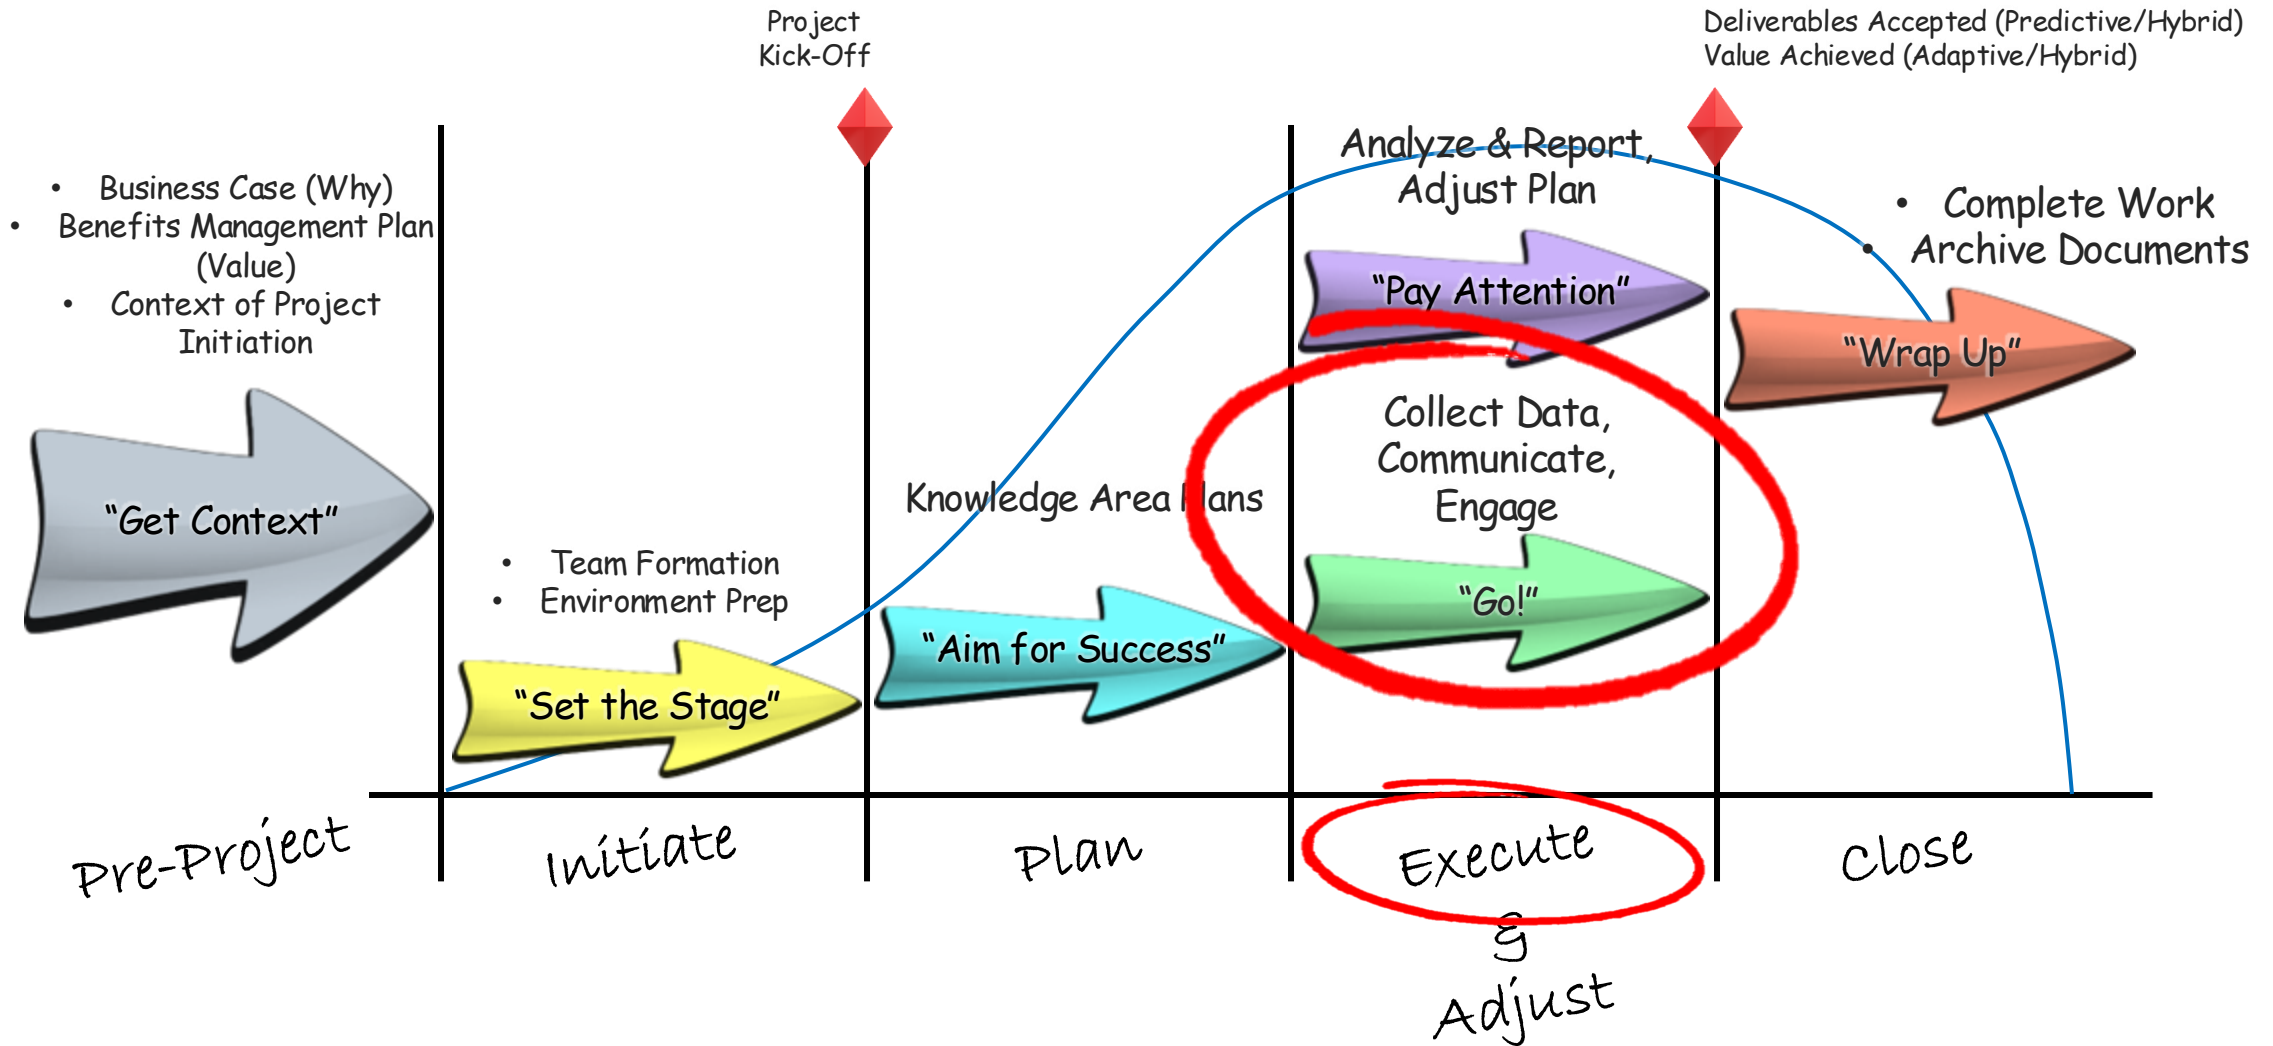 Project
Kick-Off
Deliverables Accepted (Predictive/Hybrid)
Value Achieved (Adaptive/Hybrid)
• Business Case (Why)
• Benefits Management Plan
(Value)
• Context of Project
Initiation
“Get Context”
• Team Formation
• Environment Prep
“Set the Stage”
Knowledge Area Plans
“Aim for Success”
Analyze & Report,
Adjust Plan
“Pay Attention”
Collect Data,
Communicate,
Engage
“Go!”
• Complete Work
• Archive Documents
“Wrap Up”
Pre-Project
Initiate
Plan
Execute
&
Adjust
Close